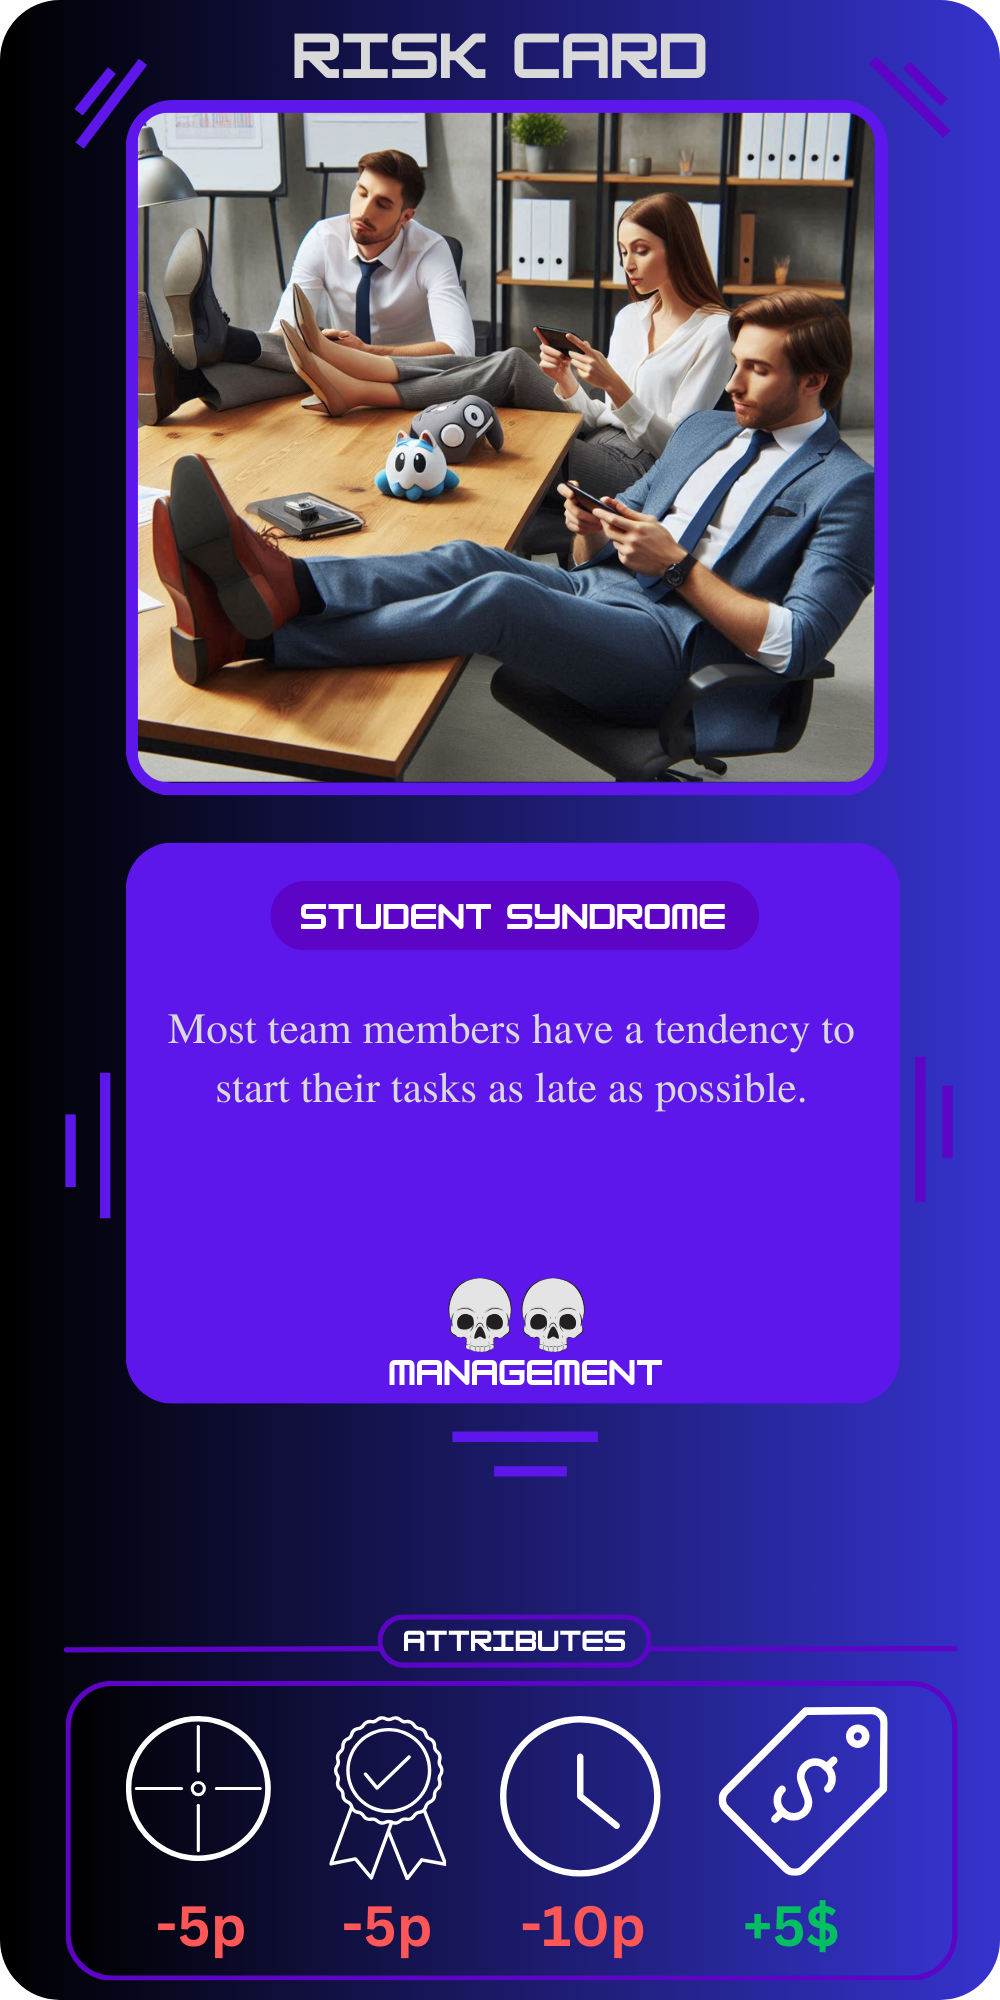 RISK CARD
STUDENT SYNDROME
Most team members have a tendency to
start their tasks as late as possible.
MANAGEMENT
ATTRIBUTES
-5p -5p -10p +5$